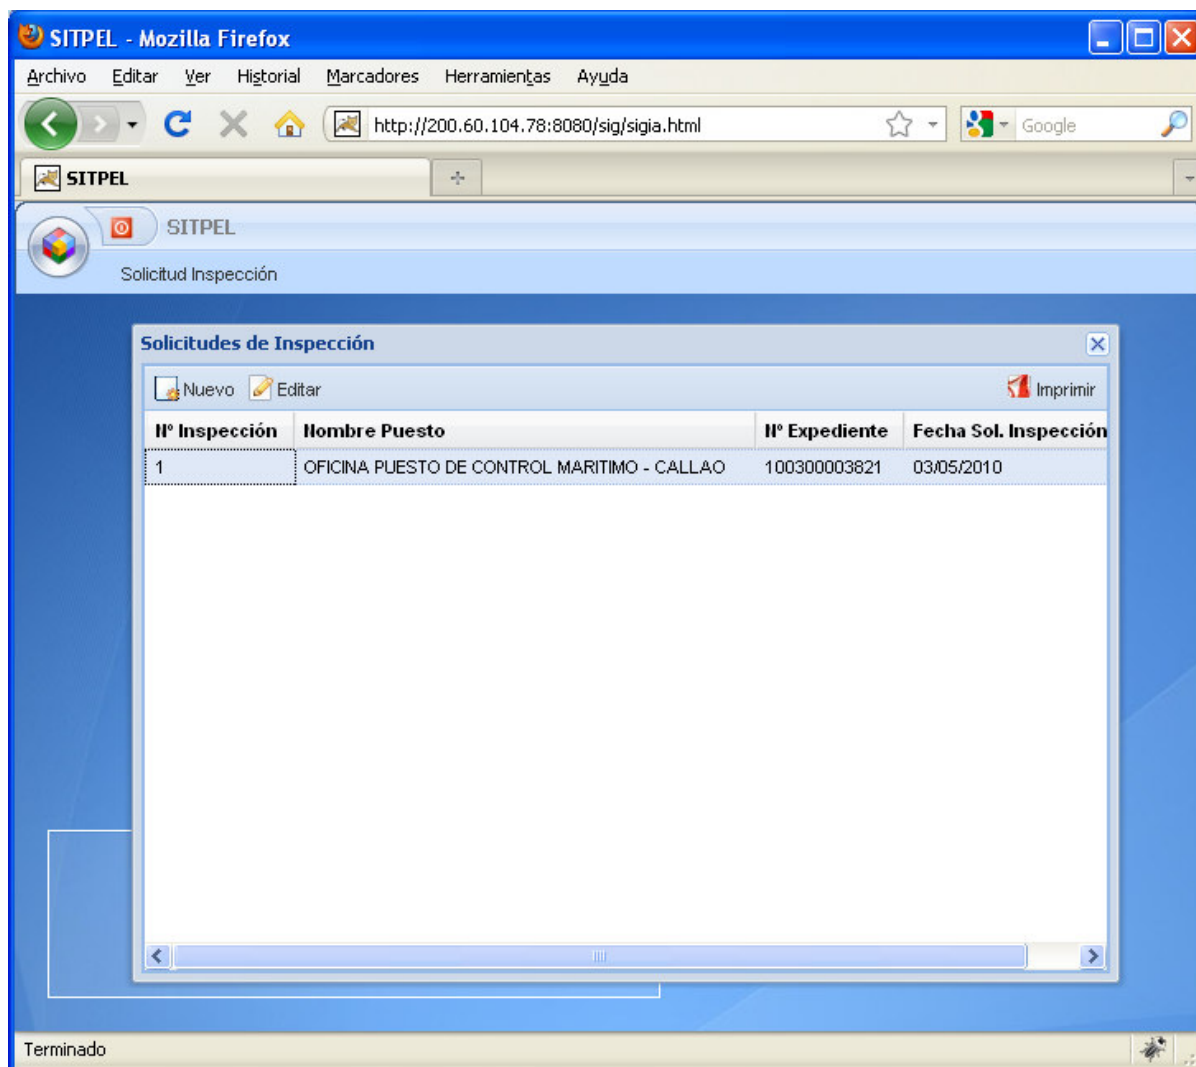 SITPEL - Mozilla Firefox
Archivo Editar Ver Historial Marcadores Herramientas Ayuda
http://200.60.104.78:8080/sig/sigia.html Google
SITPEL
SITPEL
Solicitud Inspección
Solicitudes de Inspección
Nuevo Editar Imprimir
Nº Inspección Nombre Puesto Nº Expediente Fecha Sol. Inspección
1 OFICINA PUESTO DE CONTROL MARITIMO - CALLAO 100300003821 03/05/2010
Terminado